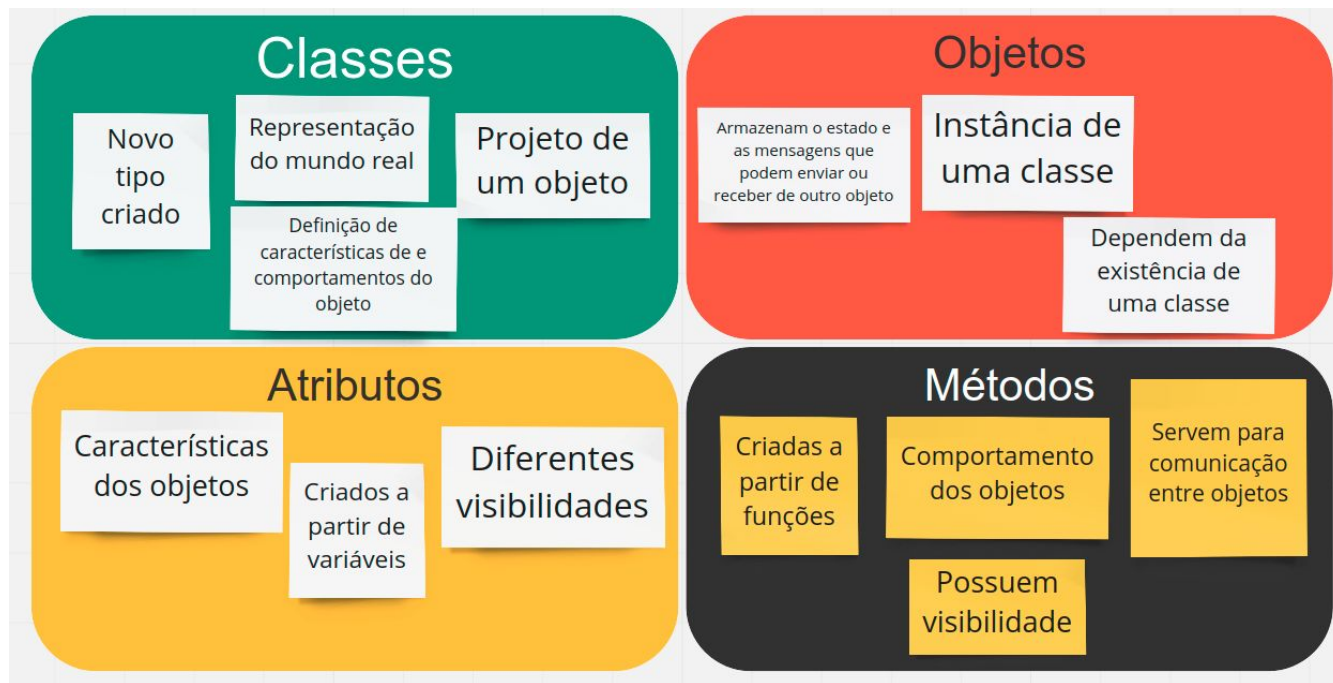 Classes
Novo
tipo
criado
Representação
do mundo real
Projeto de
um objeto
Definição de
características de e
comportamentos do
objeto
Objetos
Armazenam o estado e
as mensagens que
podem enviar ou
receber de outro objeto
Instância de
uma classe
Dependem da
existência de
uma classe
Atributos
Características
dos objetos
Criados a
partir de
variáveis
Diferentes
visibilidades
Métodos
Criadas a
partir de
funções
Comportamento
dos objetos
Servem para
comunicação
entre objetos
Possuem
visibilidade